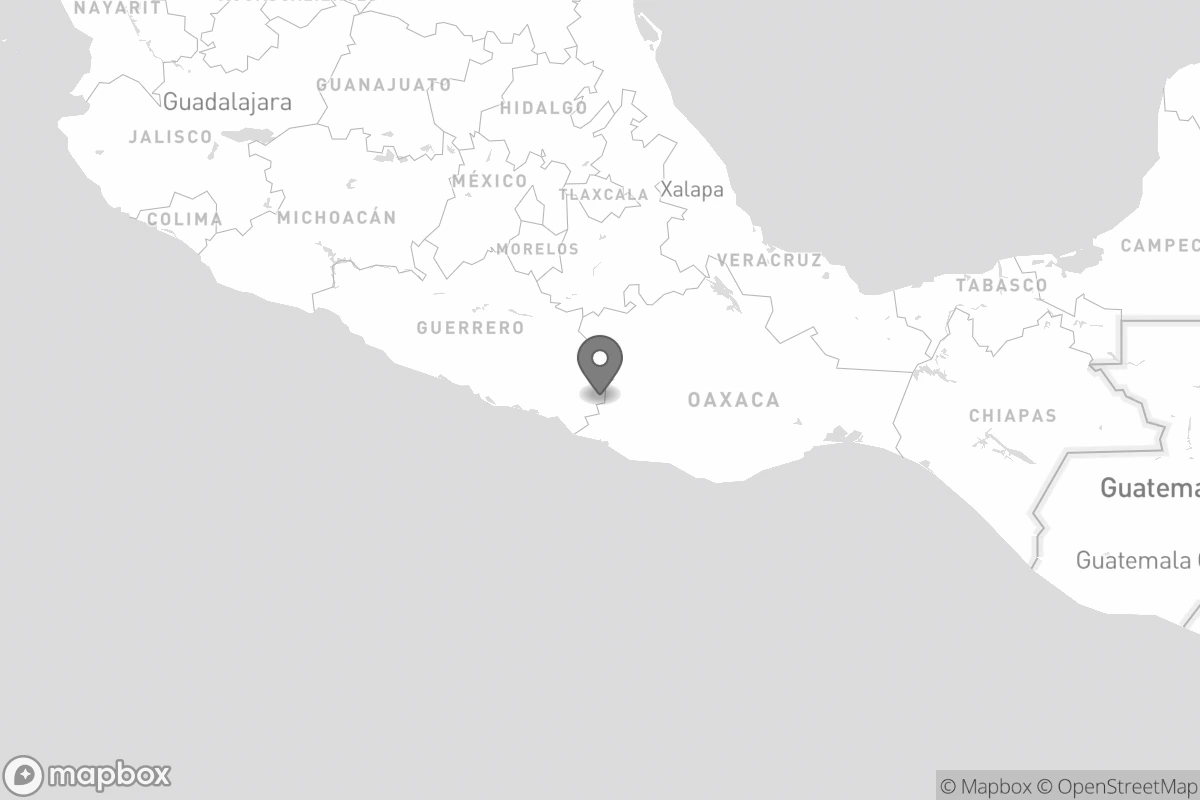 NAYARIT
GUANAJUATO
Guadalajara
HIDALGO
JALISCO
MÉXICO
TLAXCALA
Xalapa
COLIMA
MICHOACÁN
MORELOS
VERACRUZ
CAMPEC
TABASCO
GUERRERO
OAXACA
CHIAPAS
Guatema
Guatemala
mapbox
© Mapbox © OpenStreetMap